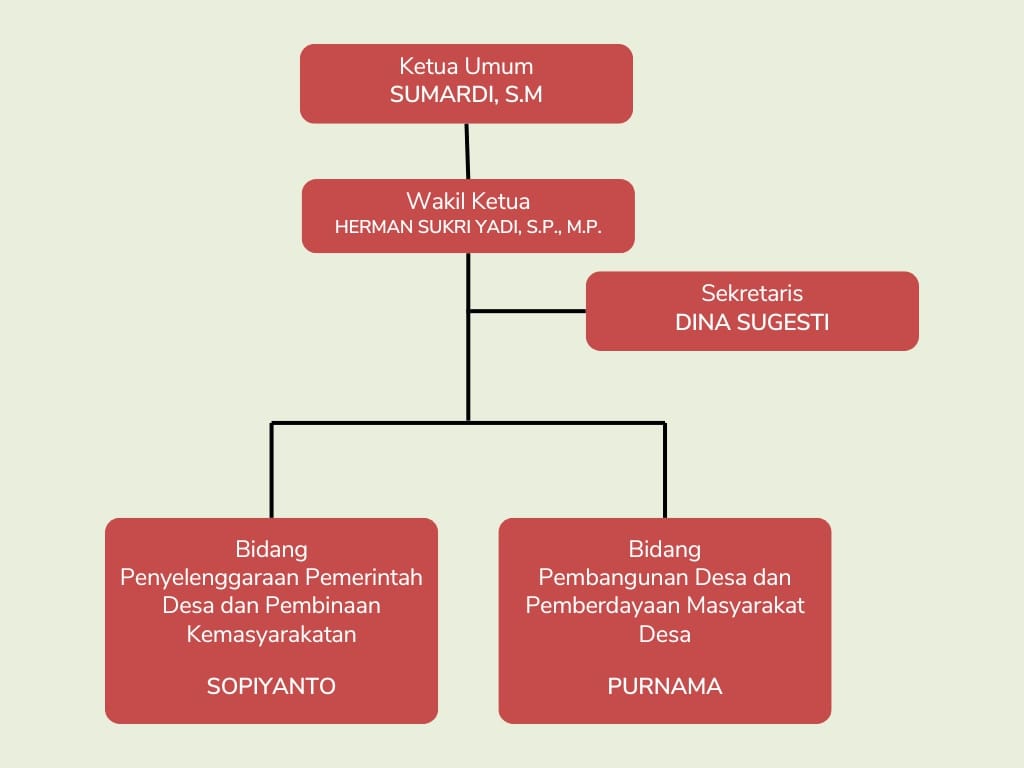 Ketua Umum
SUMARDI, S.M
Wakil Ketua
HERMAN SUKRI YADI, S.P., M.P.
Sekretaris
DINA SUGESTI
Bidang
Penyelenggaraan Pemerintah
Desa dan Pembinaan
Kemasyarakatan
SOPIYANTO
Bidang
Pembangunan Desa dan
Pemberdayaan Masyarakat
Desa
PURNAMA